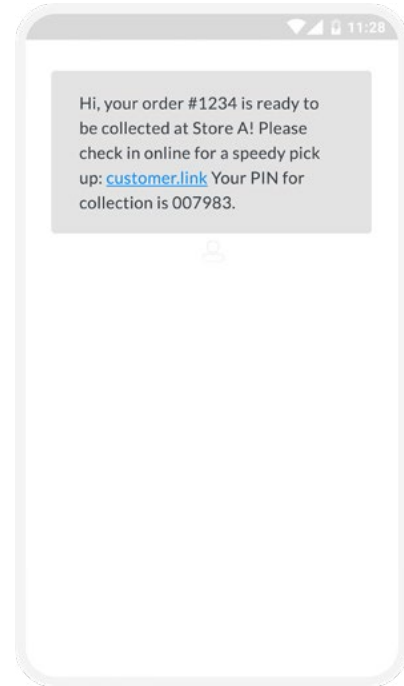 11:28
Hi, your order #1234 is ready to
be collected at Store A! Please
check in online for a speedy pick
up: customer.link Your PIN for
collection is 007983.